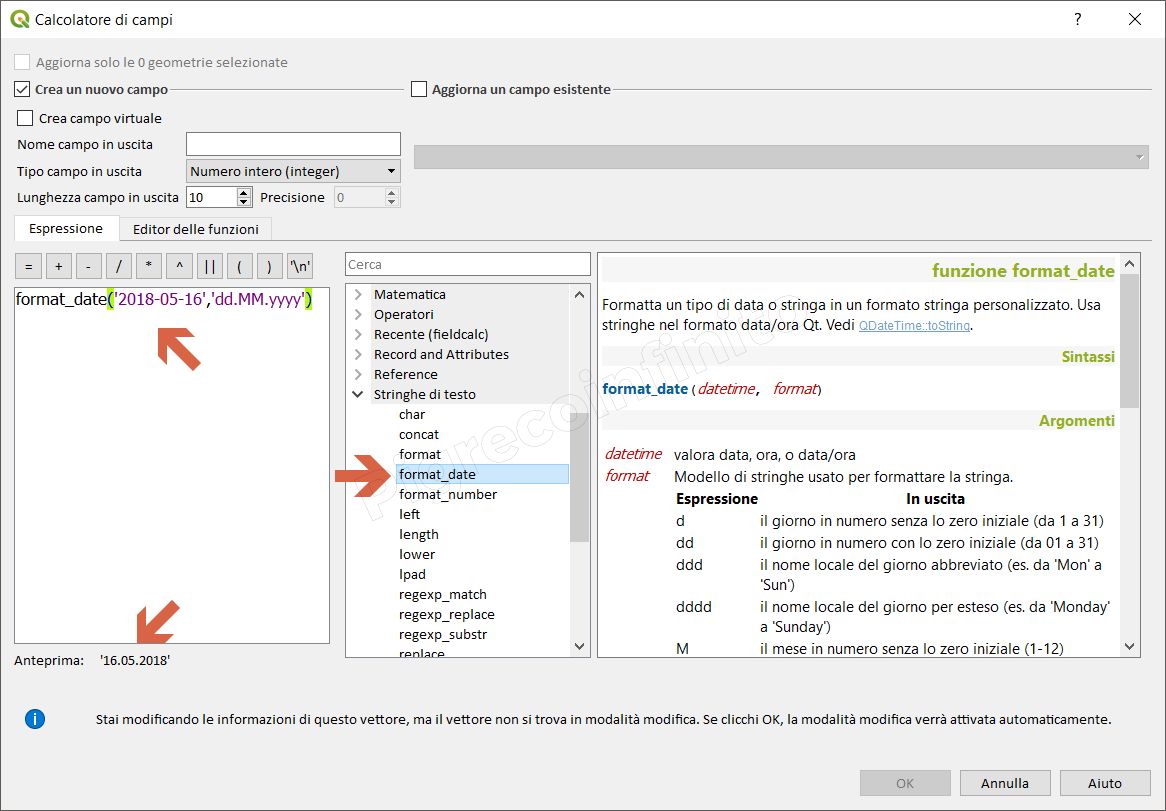 Calcolatore di campi
?
Aggiorna solo le 0 geometrie selezionate
Crea un nuovo campo
Aggiorna un campo esistente
Crea campo virtuale
Nome campo in uscita
Tipo campo in uscita Numero intero (integer)
Lunghezza campo in uscita 10 Precisione 0
Espressione Editor delle funzioni
= + - / * ^ || ( ) '\n'
format_date('2018-05-16','dd.MM.yyyy')
Anteprima: '16.05.2018'
Cerca
Matematica
Operatori
Recente (fieldcalc)
Record and Attributes
Reference
Stringhe di testo
char
concat
format
format_date
format_number
left
length
lower
lpad
regexp_match
regexp_replace
regexp_substr
replace
funzione format_date
Formatta un tipo di data o stringa in un formato stringa personalizzato. Usa
stringhe nel formato data/ora Qt. Vedi QDateTime::toString.
Sintassi
format_date(datetime, format)
Argomenti
datetime valora data, ora, o data/ora
format Modello di stringhe usato per formattare la stringa.
Espressione In uscita
d il giorno in numero senza lo zero iniziale (da 1 a 31)
dd il giorno in numero con lo zero iniziale (da 01 a 31)
ddd il nome locale del giorno abbreviato (es. da 'Mon' a
'Sun')
dddd il nome locale del giorno per esteso (es. da 'Monday'
a 'Sunday')
M il mese in numero senza lo zero iniziale (1-12)
pigrecoinfinito
Stai modificando le informazioni di questo vettore, ma il vettore non si trova in modalità modifica. Se clicchi OK, la modalità modifica verrà attivata automaticamente.
OK Annulla Aiuto